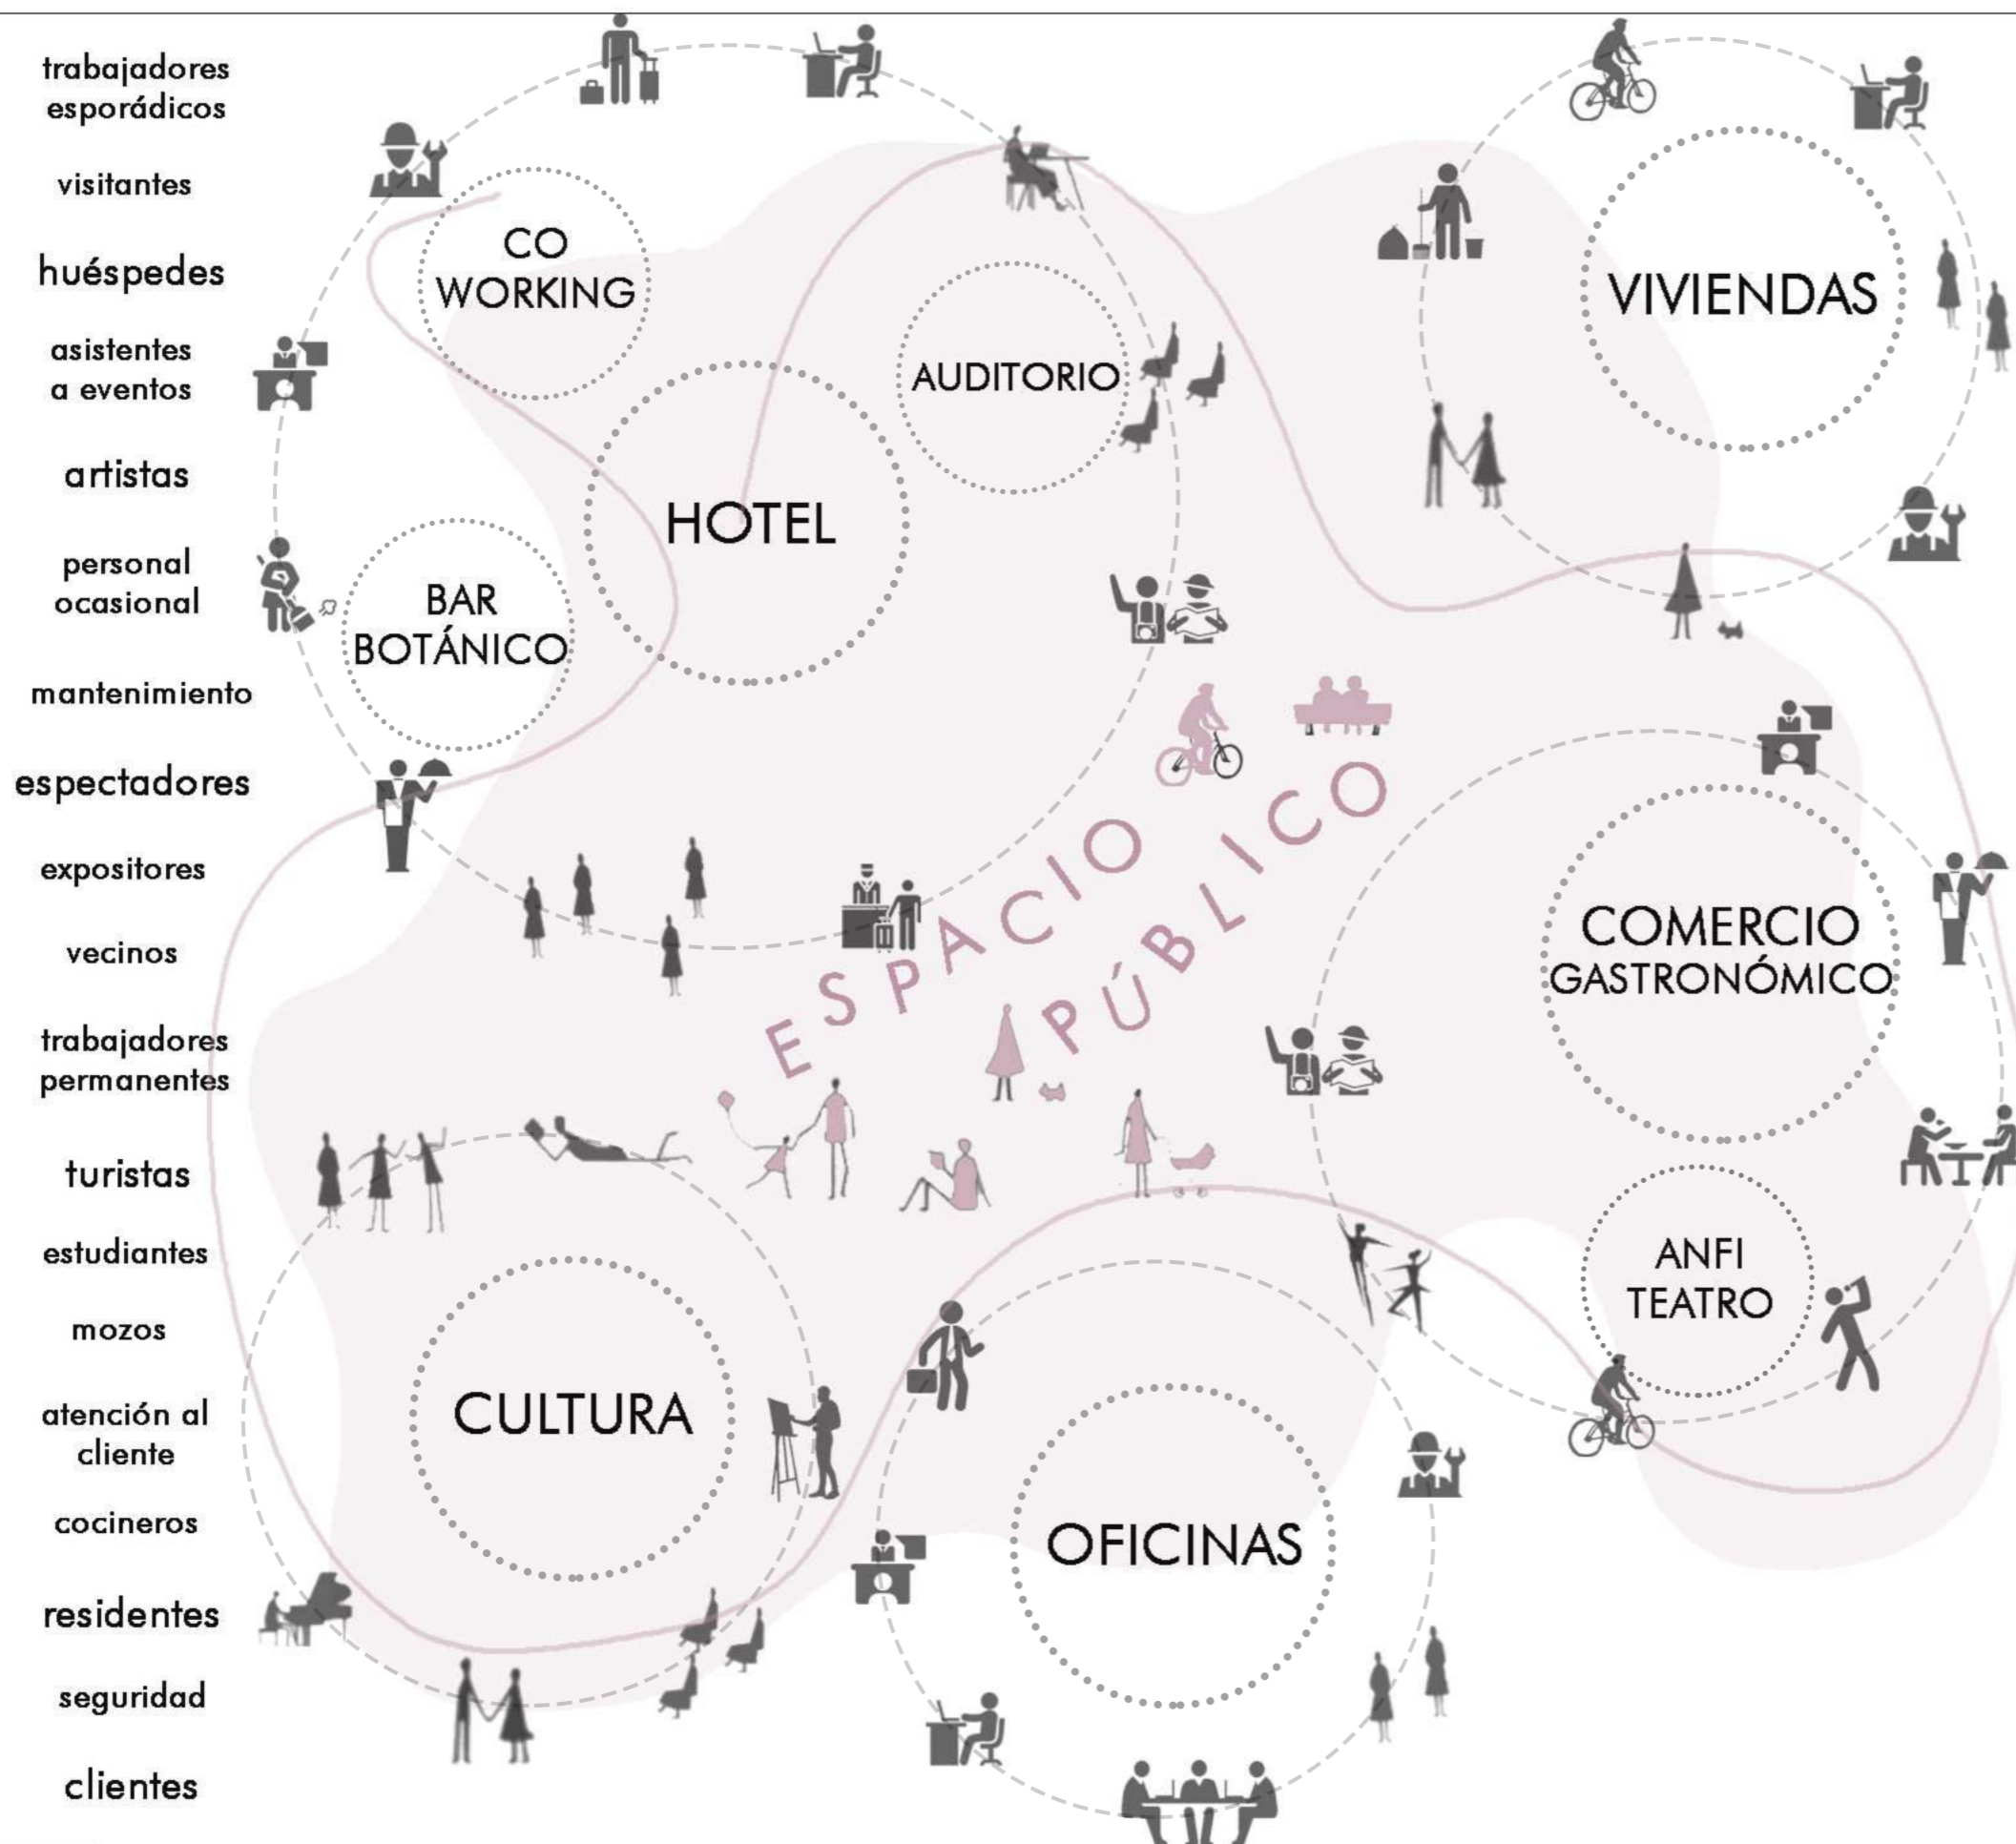 trabajadores
esporádicos
visitantes
huéspedes
asistentes
a eventos
artistas
personal
ocasional
mantenimiento
espectadores
expositores
vecinos
trabajadores
permanentes
turistas
estudiantes
mozos
atención al
cliente
cocineros
residentes
seguridad
clientes
CO
WORKING
AUDITORIO
VIVIENDAS
HOTEL
BAR
BOTÁNICO
ESPACIO
PÚBLICO
COMERCIO
GASTRONÓMICO
ANFI
TEATRO
CULTURA
OFICINAS